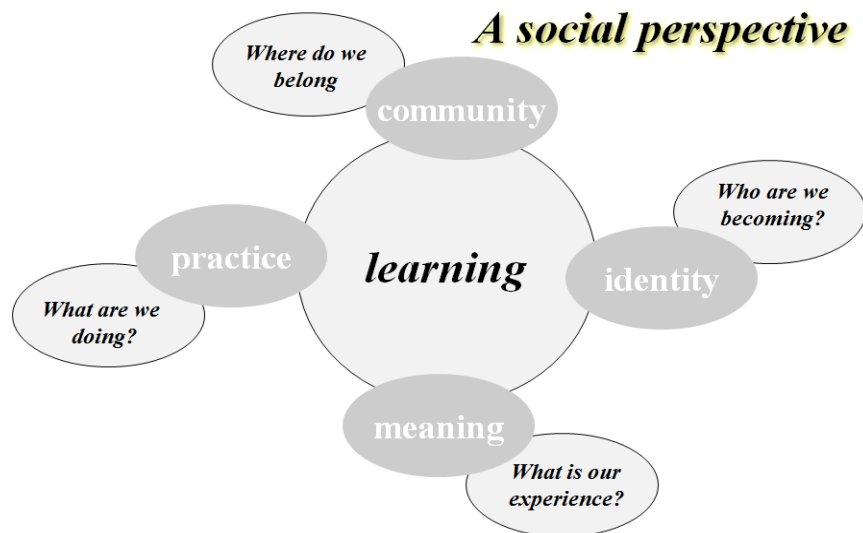 A social perspective
Where do we
belong
community
Who are we
becoming?
practice
learning
identity
What are we
doing?
meaning
What is our
experience?